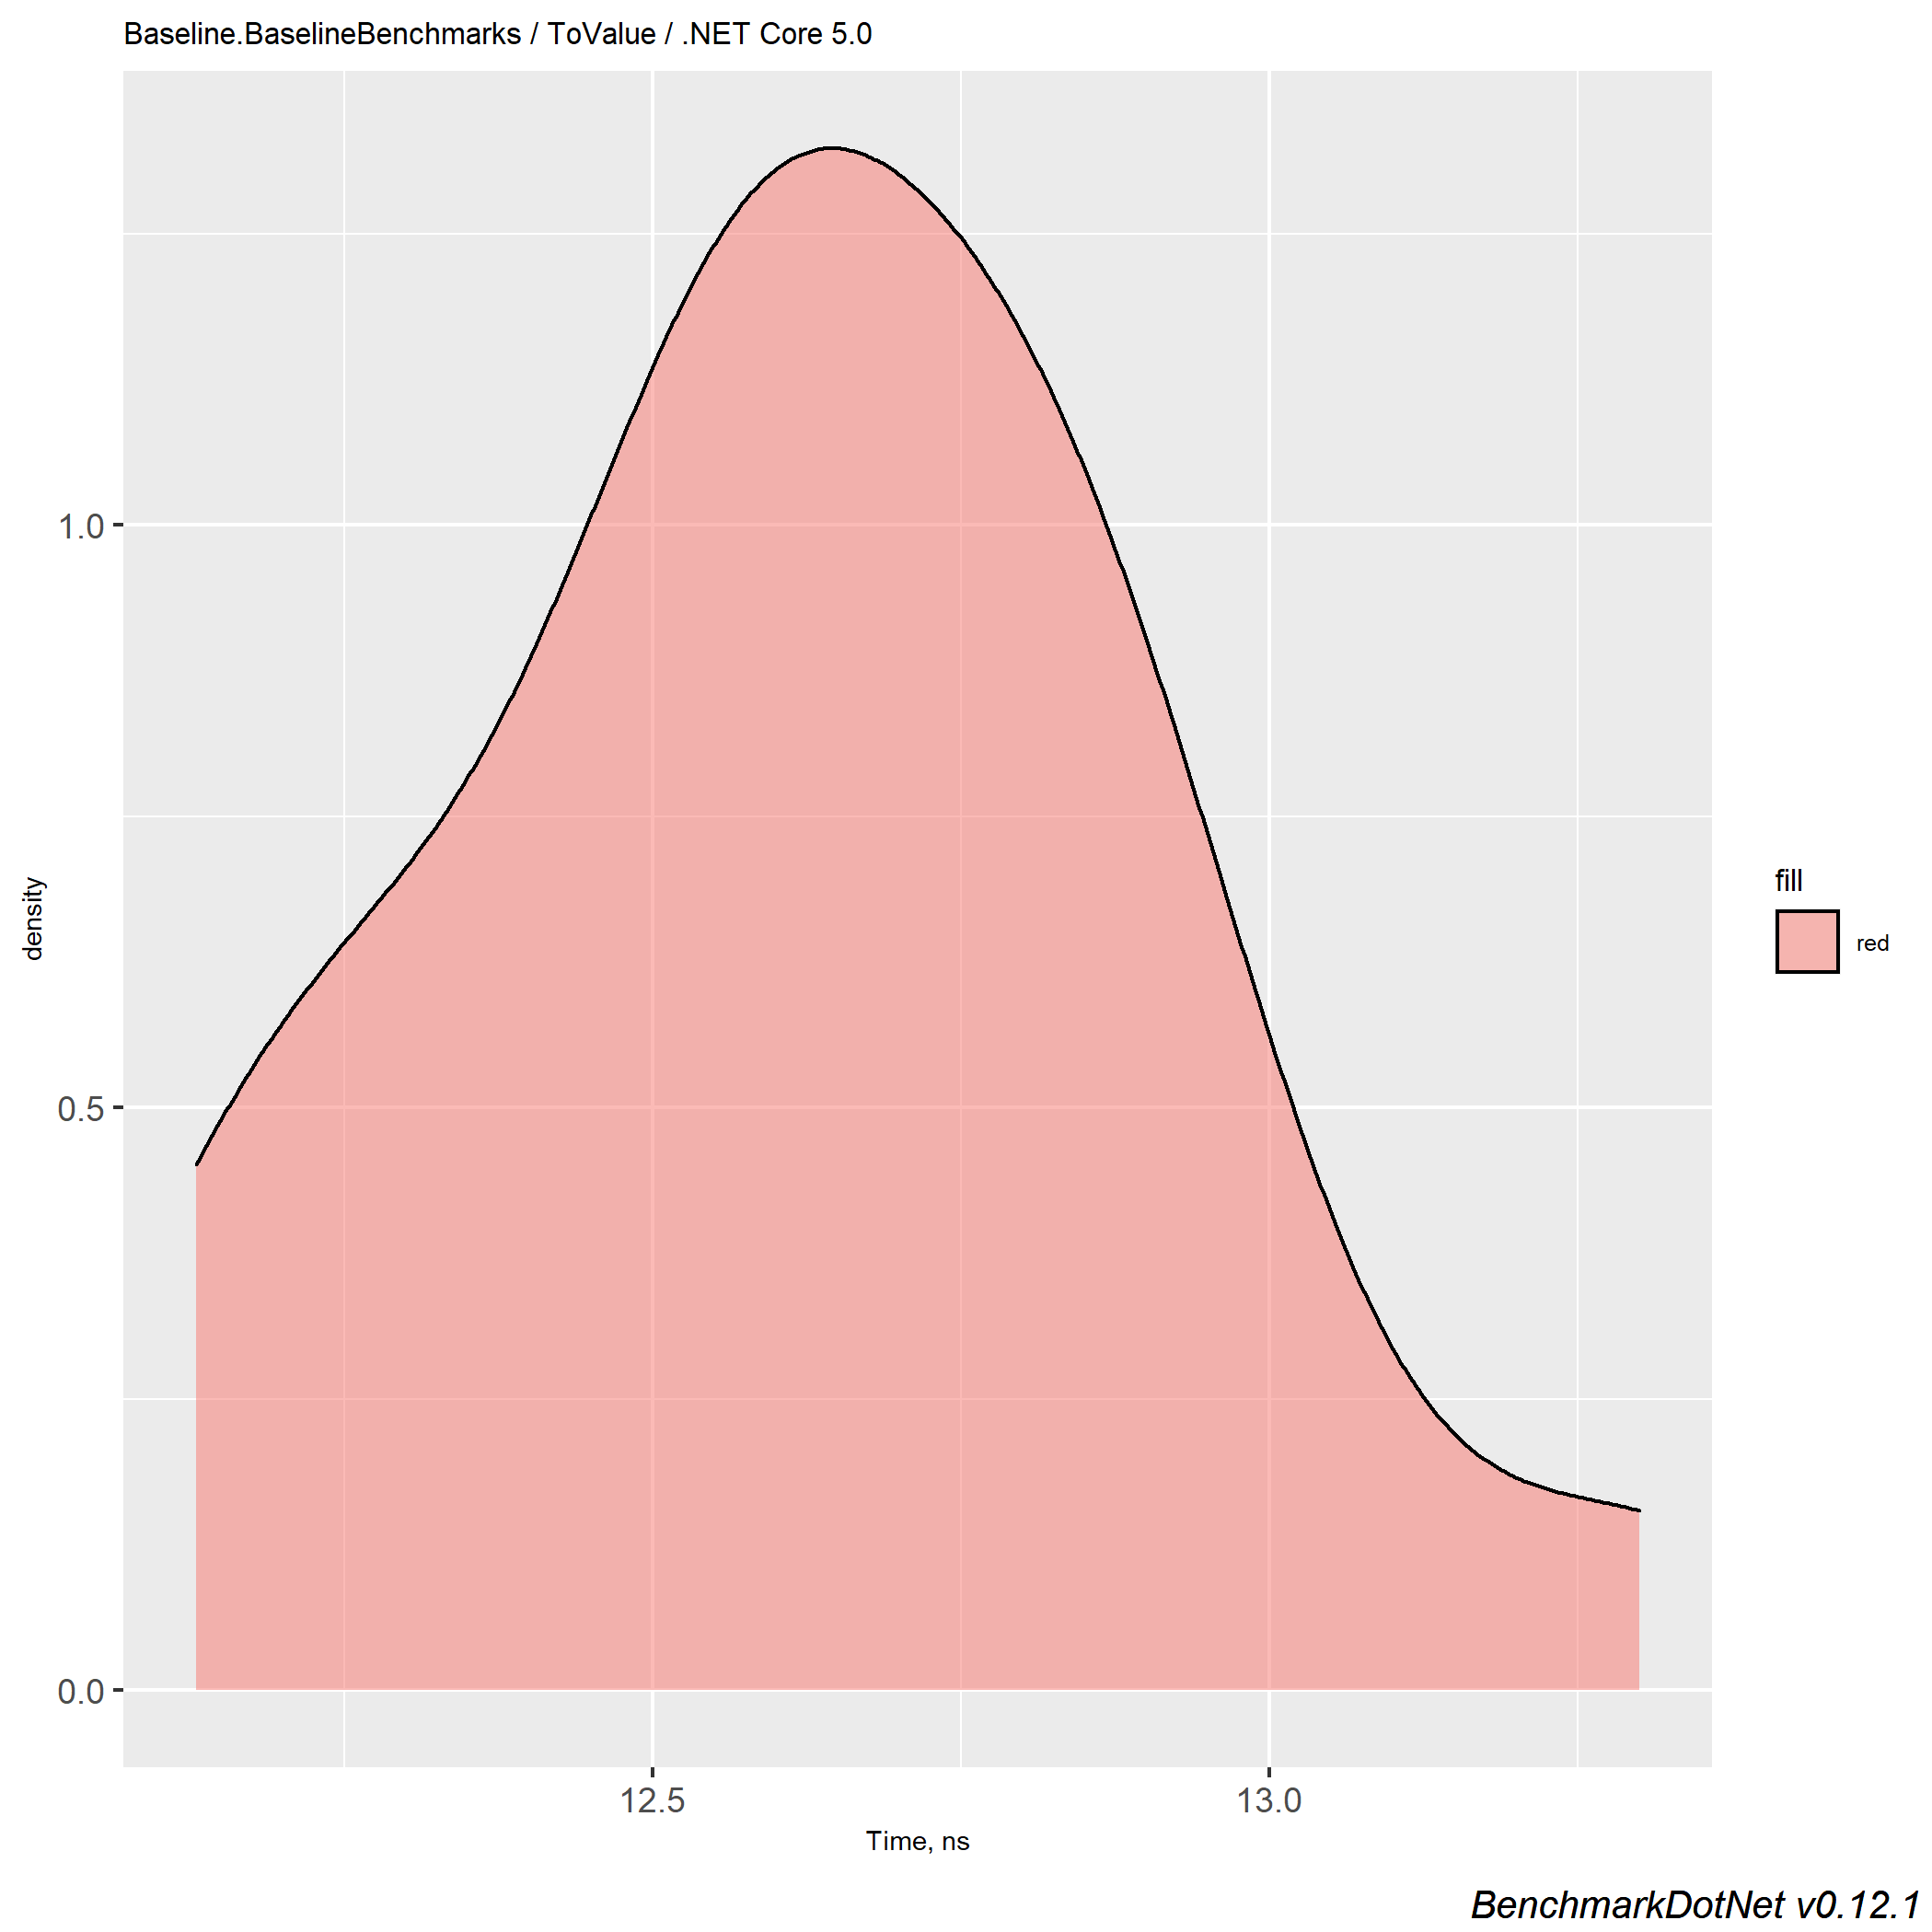 Baseline.BaselineBenchmarks / ToValue / .NET Core 5.0
1.0
0.5
0.0
density
12.5
13.0
Time, ns
fill
red
BenchmarkDotNet v0.12.1